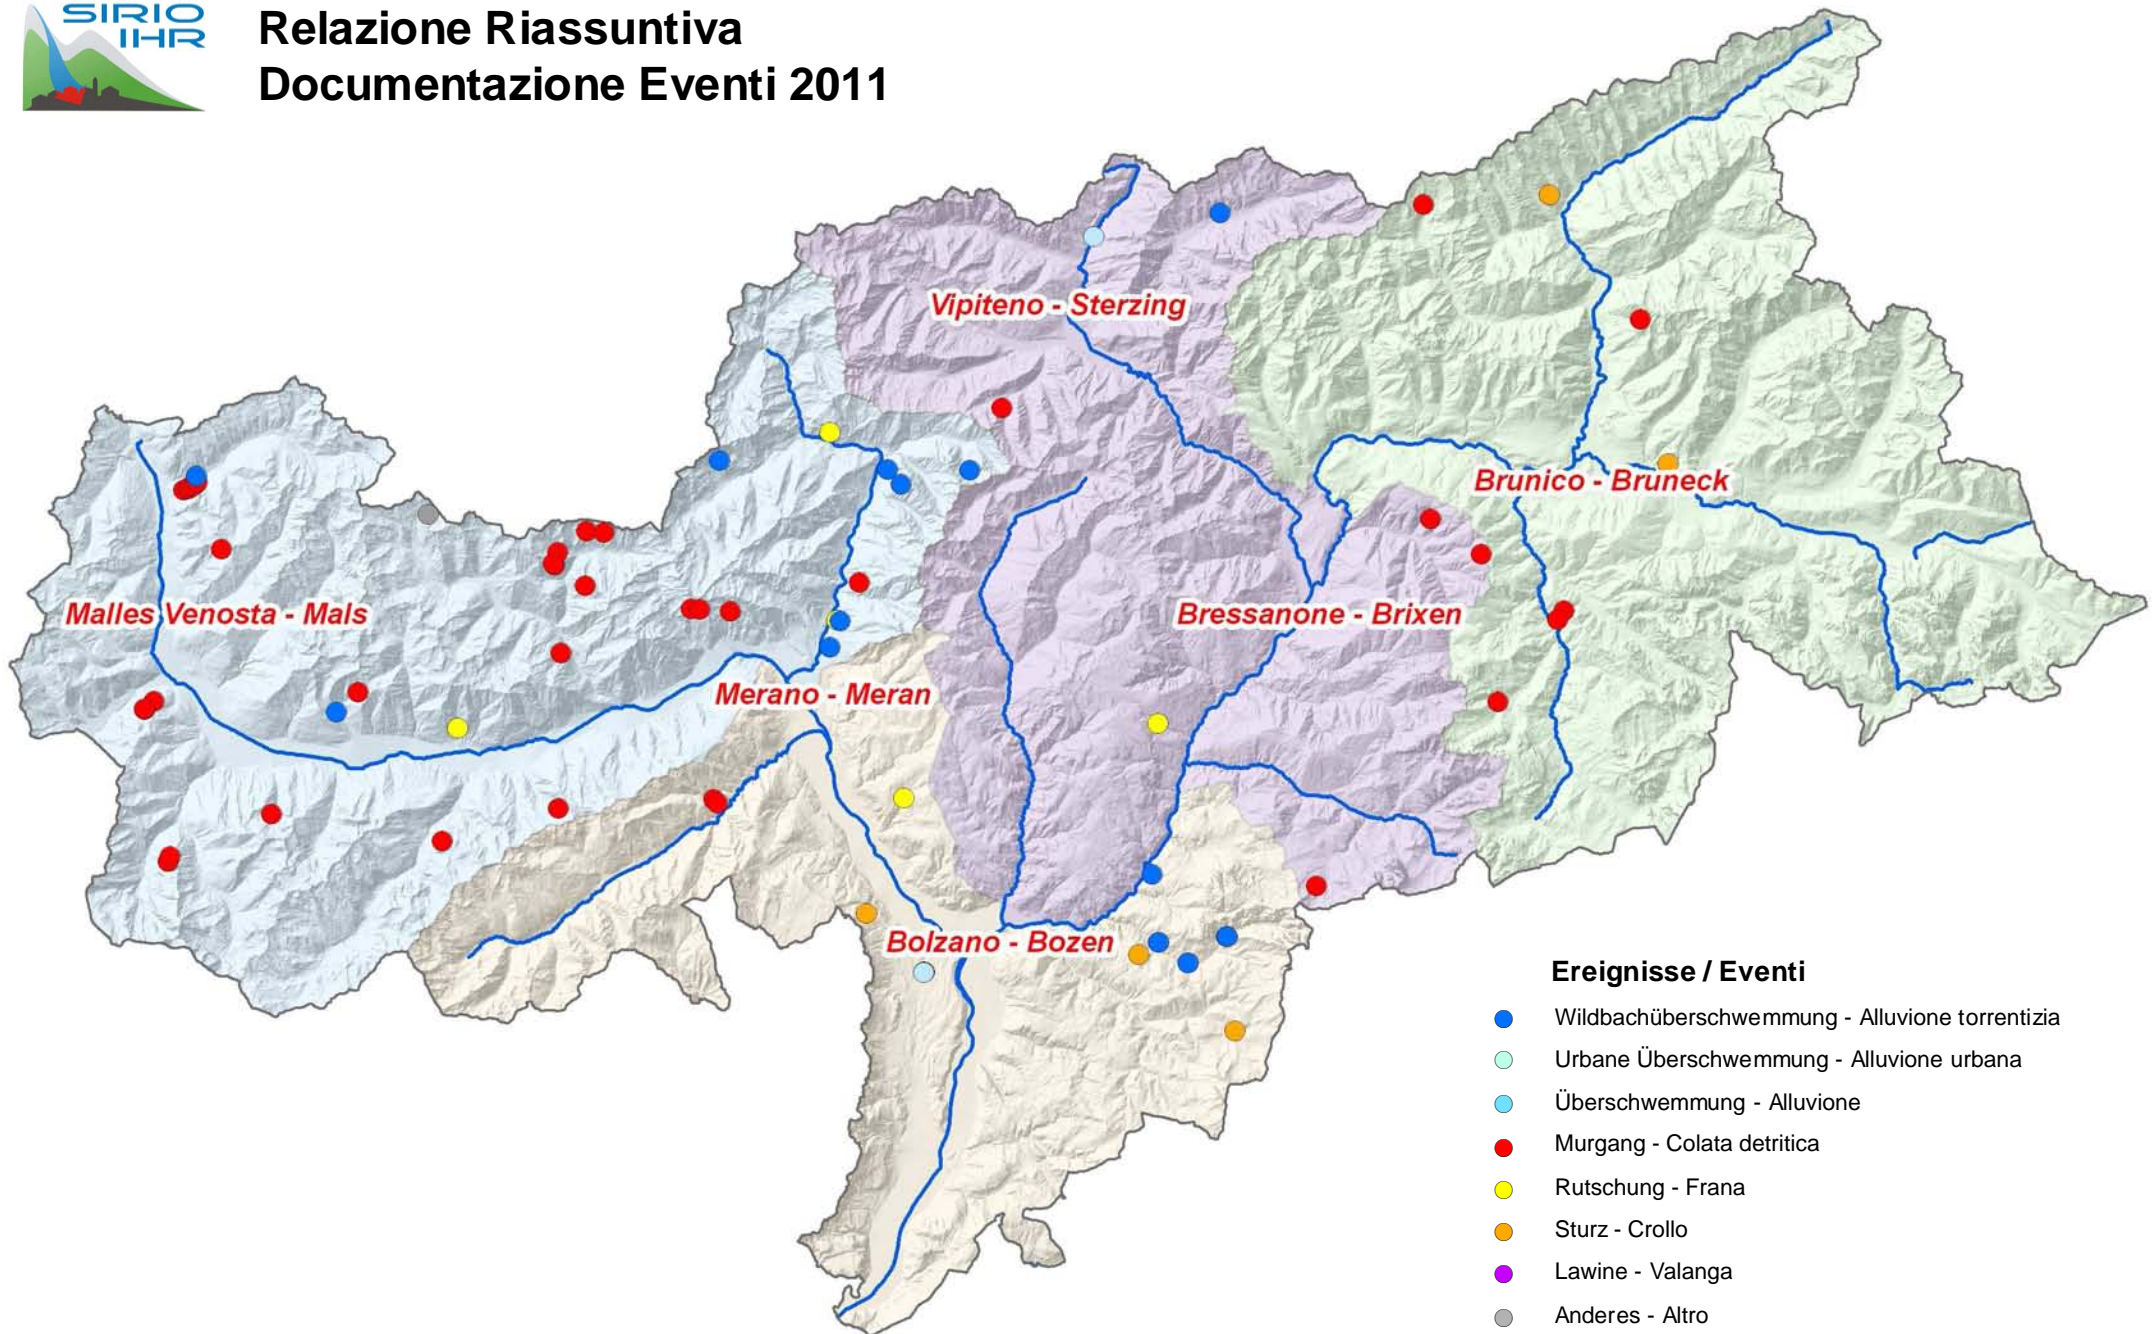 SIRIO
IHR
Relazione Riassuntiva
Documentazione Eventi 2011
Vipiteno - Sterzing
Brunico - Bruneck
Malles Venosta - Mals
Bressanone - Brixen
Merano - Meran
Bolzano - Bozen
Ereignisse / Eventi
Wildbachüberschwemmung - Alluvione torrentizia
Urbane Überschwemmung - Alluvione urbana
Überschwemmung - Alluvione
Murgang - Colata detritica
Rutschung - Frana
Sturz - Crollo
Lawine - Valanga
Anderes - Altro